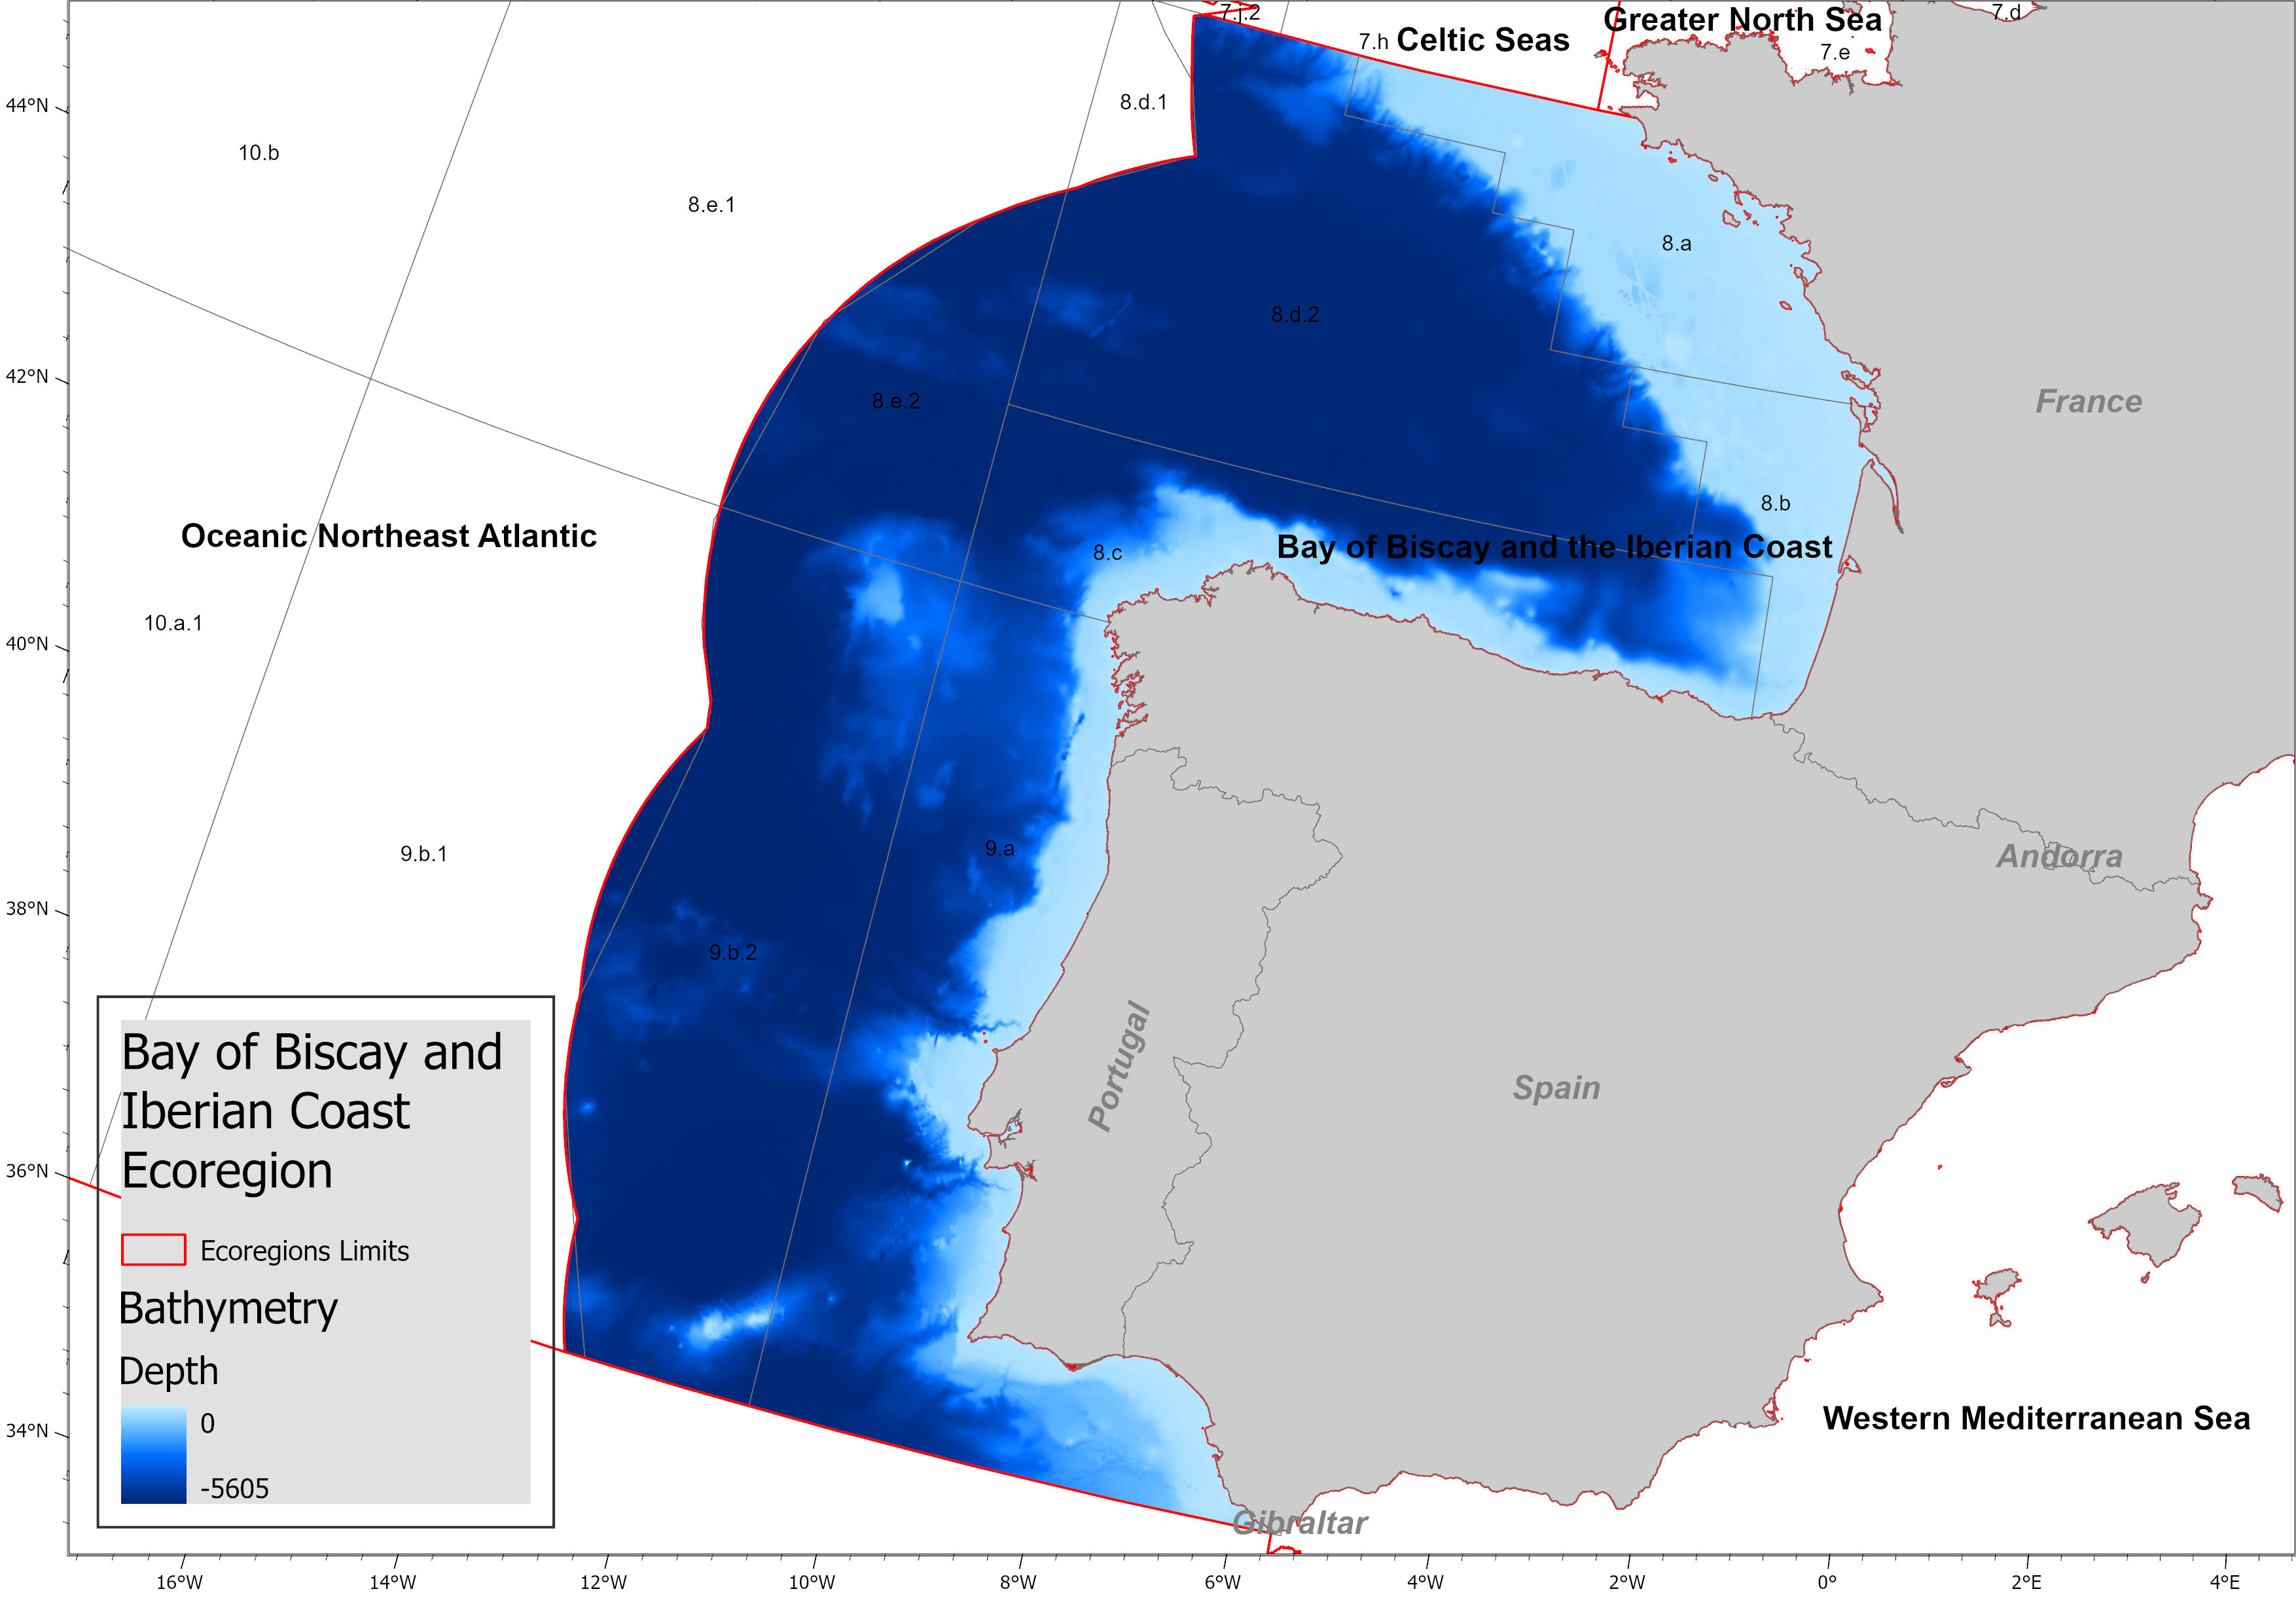 7.j.2
Greater North Sea
7.d
7.h
Celtic Seas
7.e
44°N
8.d.1
10.b
8.e.1
8.a
8.d.2
42°N
8.e.2
France
8.b
Oceanic Northeast Atlantic
8.c
Bay of Biscay and the Iberian Coast
10.a.1
40°N
9.b.1
9.a
Andorra
38°N
9.b.2
Portugal
Spain
Bay of Biscay and
Iberian Coast
Ecoregion
36°N
Ecoregions Limits
Bathymetry
Depth
0
-5605
34°N
Western Mediterranean Sea
Gibraltar
16°W
14°W
12°W
10°W
8°W
6°W
4°W
2°W
0°
2°E
4°E